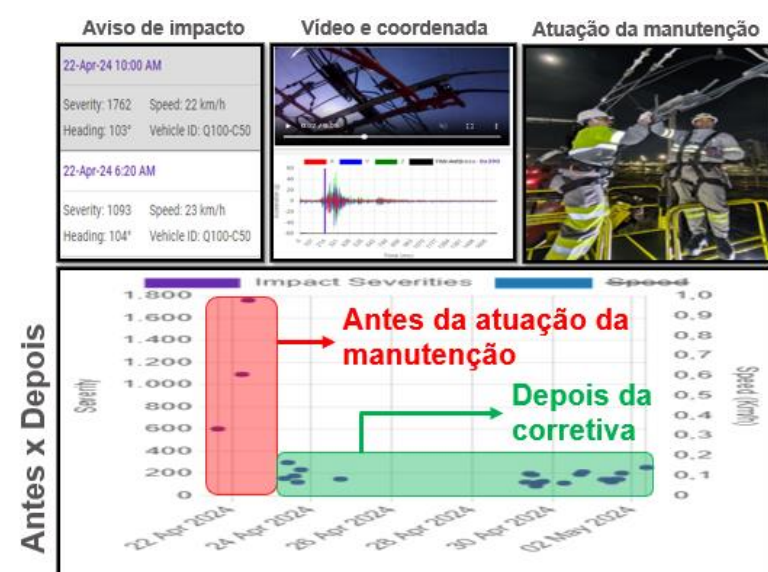 Aviso de impacto
Vídeo e coordenada
Atuação da manutenção
22-Apr-24 10:00 AM
Severity: 1762 Speed: 22 km/h
Heading: 103° Vehicle ID: Q100-C50
22-Apr-24 6:20 AM
Severity: 1093 Speed: 23 km/h
Heading: 104° Vehicle ID: Q100-C50
Antes x Depois
Impact Severities Speed
Severity
1.800
1.600
1.400
1.200
1.000
800
600
400
200
0
Antes da atuação da
manutenção
Depois da
corretiva
1,0
0,9
0,8
0,7
0,6
0,5
0,4
0,3
0,2
0,1
0
Speed (Km/h)
22 Apr 2024
24 Apr 2024
26 Apr 2024
28 Apr 2024
30 Apr 2024
02 May 2024